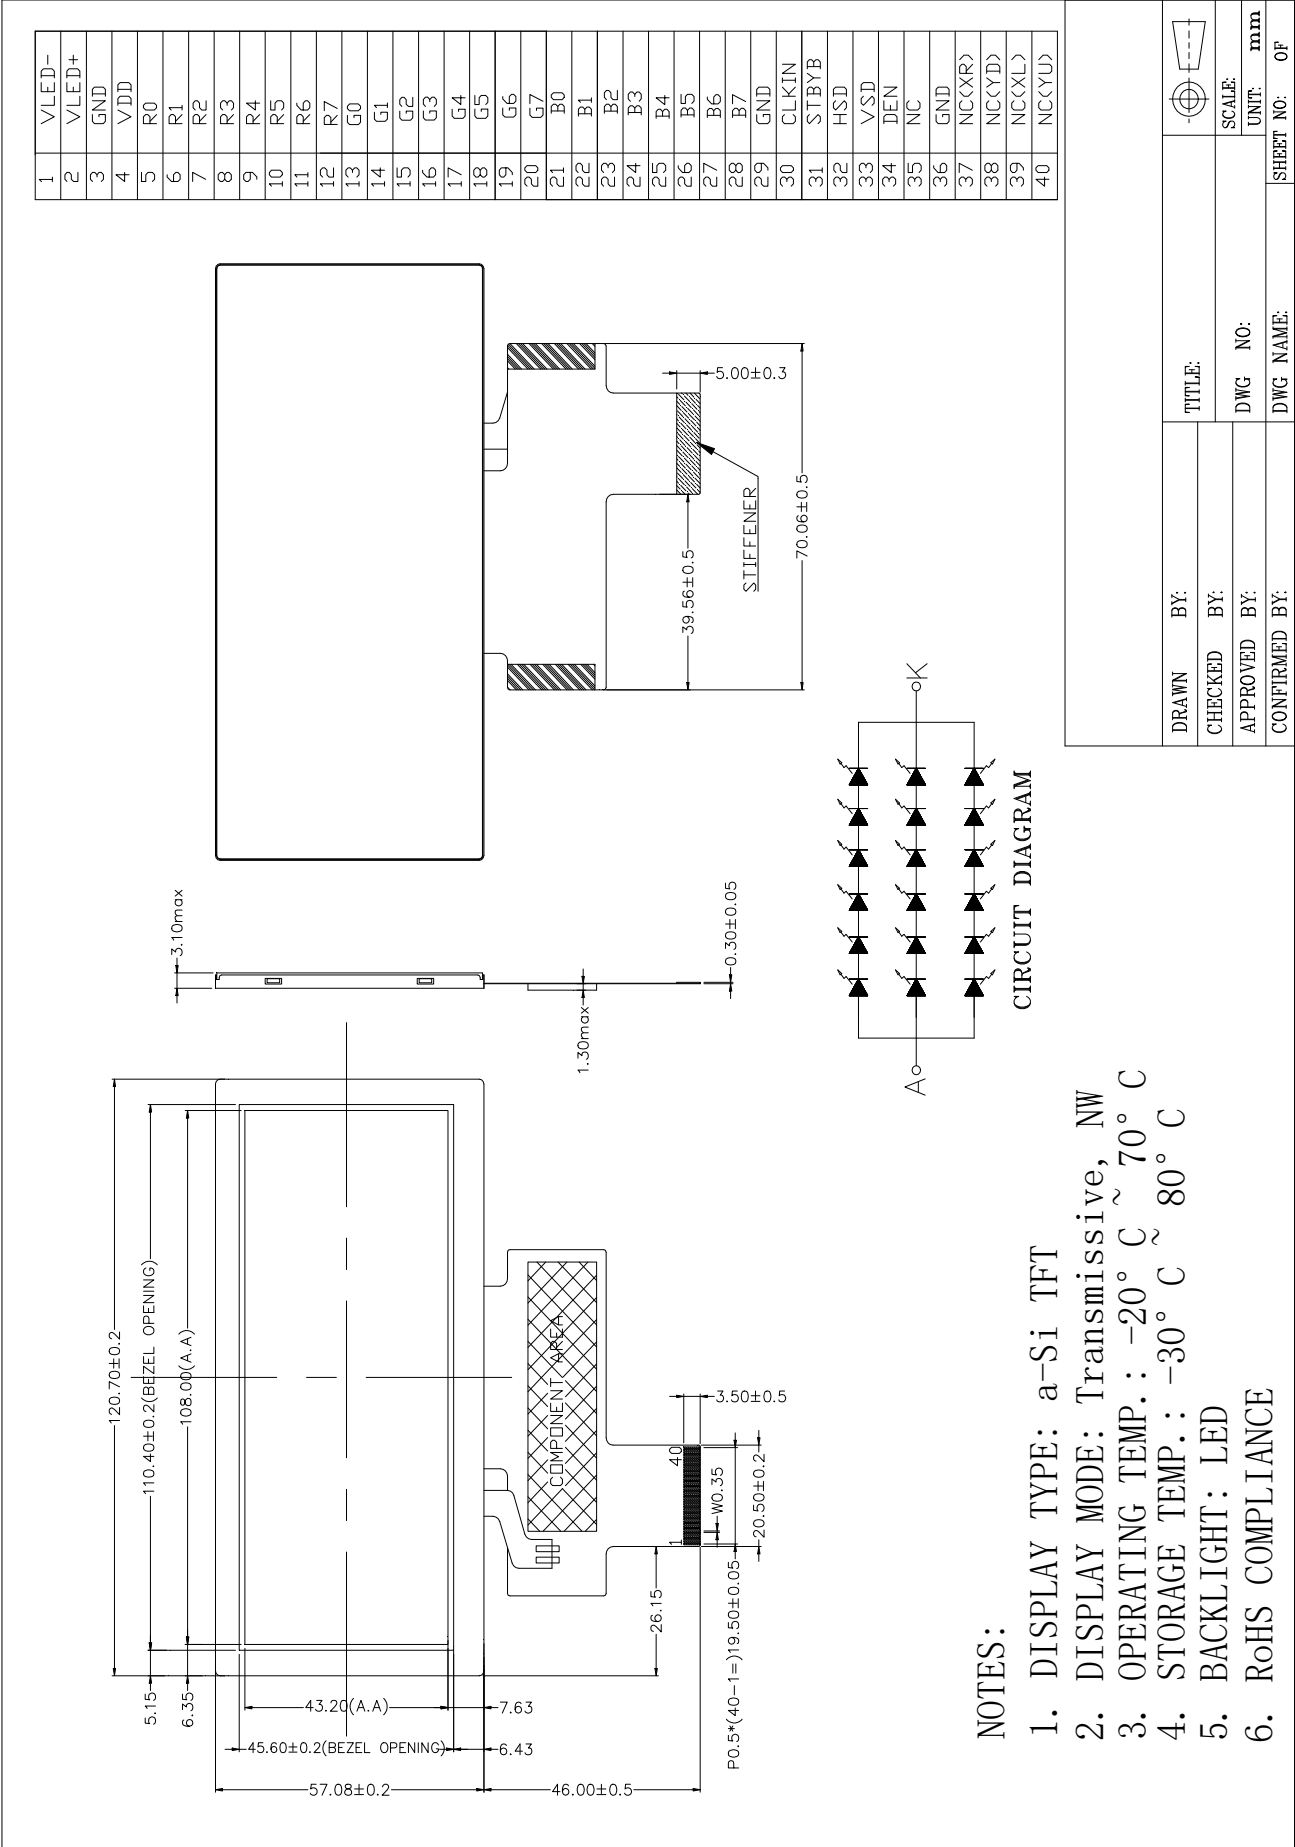 120.70±0.2
110.40±0.2(BEZEL OPENING)
108.00(A.A)
5.15
6.35
43.20(A.A)
7.63
45.60±0.2(BEZEL OPENING)
6.43
57.08±0.2
46.00±0.5
COMPONENT AREA
1
40
3.50±0.5
W0.35
20.50±0.2
P0.5*(40-1=)19.50±0.05
26.15
3.10max
1.30max
0.30±0.05
5.00±0.3
39.56±0.5
STIFFENER
70.06±0.5
1 VLED-
2 VLED+
3 GND
4 VDD
5 R0
6 R1
7 R2
8 R3
9 R4
10 R5
11 R6
12 R7
13 G0
14 G1
15 G2
16 G3
17 G4
18 G5
19 G6
20 G7
21 B0
22 B1
23 B2
24 B3
25 B4
26 B5
27 B6
28 B7
29 GND
30 CLKIN
31 STBYB
32 HSD
33 VSD
34 DEN
35 NC
36 GND
37 NC(XR)
38 NC(YD)
39 NC(XL)
40 NC(YU)
A
K
CIRCUIT DIAGRAM
NOTES:
1. DISPLAY TYPE: a-Si TFT
2. DISPLAY MODE: Transmissive, NW
3. OPERATING TEMP.: -20° C ~ 70° C
4. STORAGE TEMP.: -30° C ~ 80° C
5. BACKLIGHT: LED
6. RoHS COMPLIANCE
DRAWN BY:
CHECKED BY:
APPROVED BY:
CONFIRMED BY:
TITLE:
DWG NO:
DWG NAME:
SCALE:
UNIT: mm
SHEET NO: OF